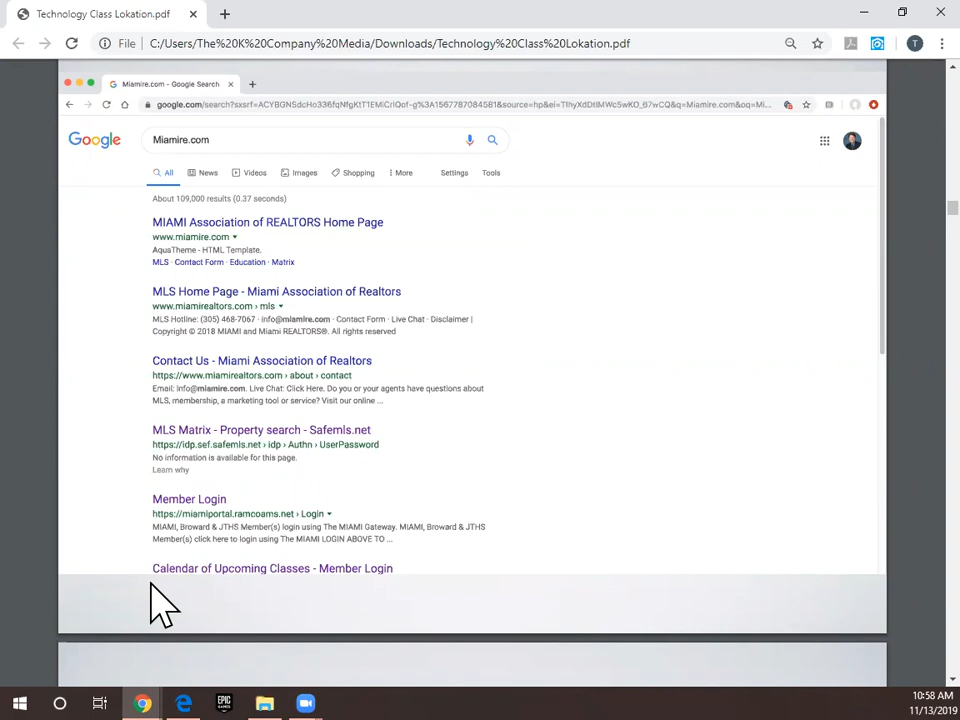 Technology Class Lokation.pdf
File
C:/Users/The%20K%20Company%20Media/Downloads/Technology%20Class%20Lokation.pdf
T
Miamire.com - Google Search
Google
Miamire.com
All
News
Videos
Images
Shopping
More
Settings
Tools
About 109,000 results (0.37 seconds)
MIAMI Association of REALTORS Home Page
www.miamire.com
AquaTheme - HTML Template.
MLS · Contact Form · Education · Matrix
MLS Home Page - Miami Association of Realtors
www.miamirealtors.com › mls
MLS Hotline: (305) 468-7067 · info@miamire.com · Contact Form · Live Chat · Disclaimer |
Copyright © 2018 MIAMI and Miami REALTORS®. All rights reserved
Contact Us - Miami Association of Realtors
https://www.miamirealtors.com › about › contact
Email: info@miamire.com. Live Chat: Click Here. Do you or your agents have questions about
MLS, membership, a marketing tool or service? Visit our online ...
MLS Matrix - Property search - Safemls.net
https://idp.sef.safemls.net › idp › Authn › UserPassword
No information is available for this page.
Learn why
Member Login
https://miamiportal.ramcoams.net › Login
MIAMI, Broward & JTHS Member(s) login using The MIAMI Gateway. MIAMI, Broward & JTHS
Member(s) click here to login using The MIAMI LOGIN ABOVE TO ...
Calendar of Upcoming Classes - Member Login
EPIC
GAMES
10:58 AM
11/13/2019